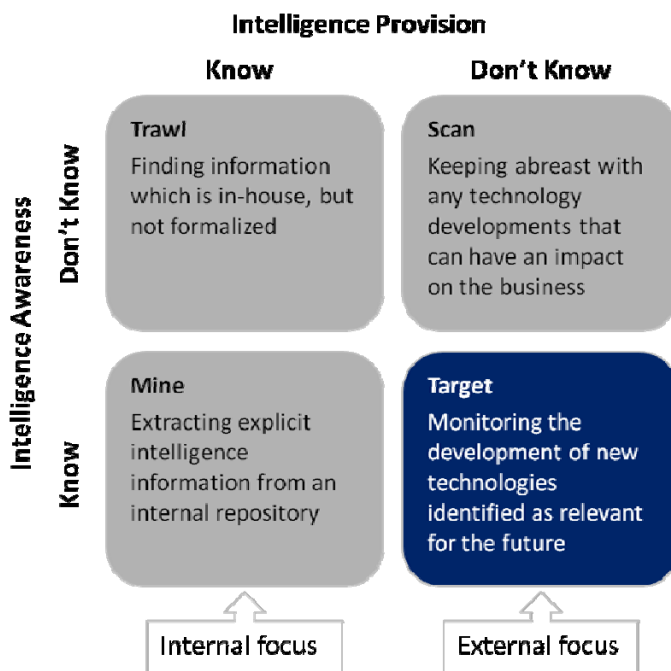 Intelligence Provision
Know
Don't Know
Intelligence Awareness
Don't Know
Trawl
Finding information
which is in-house, but
not formalized
Scan
Keeping abreast with
any technology
developments that
can have an impact
on the business
Know
Mine
Extracting explicit
intelligence
information from an
internal repository
Target
Monitoring the
development of new
technologies
identified as relevant
for the future
Internal focus
External focus